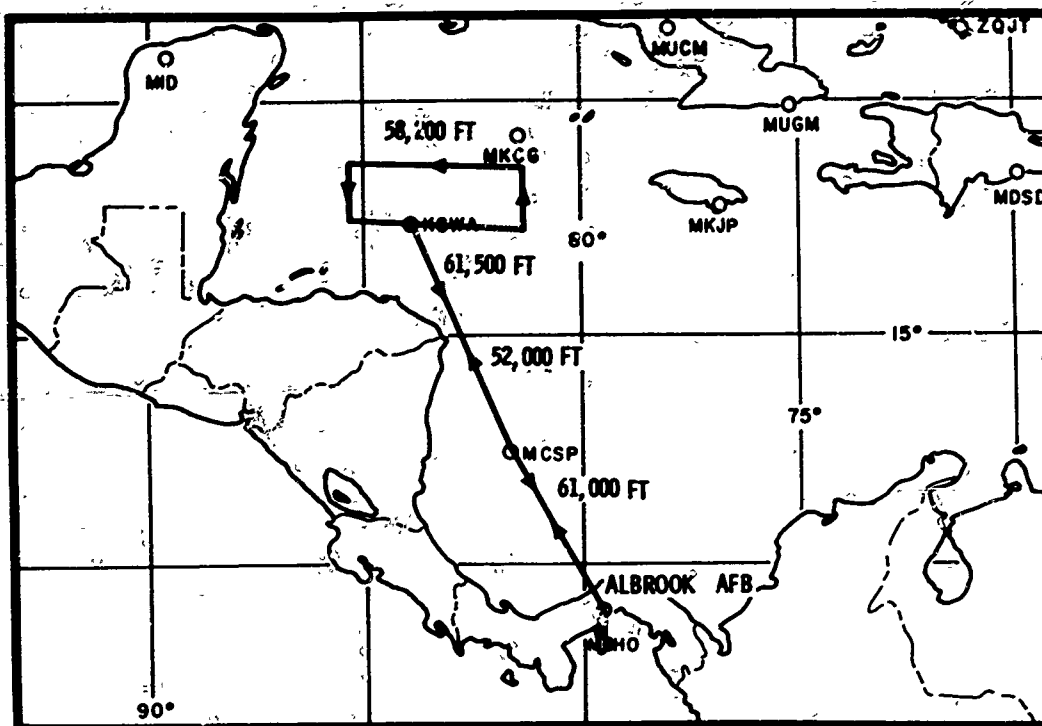 ZQJT
MUCM
MID
58,200 FT
MUGM
MKCG
MDSD
MKJP
80°
61,500 FT
15°
52,000 FT
75°
MCSP
61,000 FT
ALBROOK AFB
90°